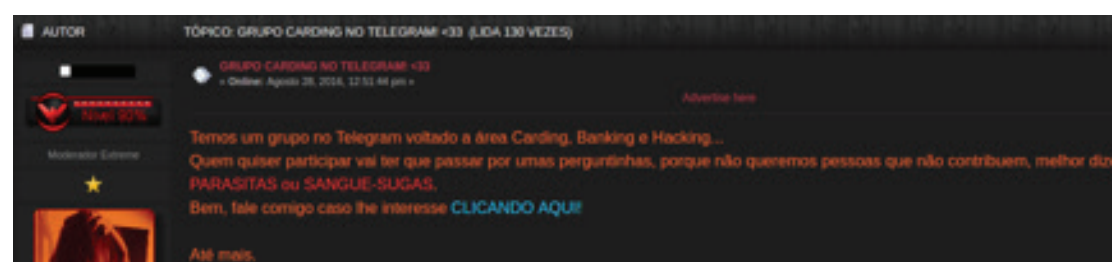 AUTOR
TÓPICO: GRUPO CARDING NO TELEGRAM! <33 (LIDA 130 VEZES)
GRUPO CARDING NO TELEGRAM! <33
« Online: Agosto 28, 2016, 12:51:44 pm »
Advertise here
Nível 90%
Moderador Extreme
Temos um grupo no Telegram voltado a área Carding, Banking e Hacking...
Quem quiser participar vai ter que passar por umas perguntinhas, porque não queremos pessoas que não contribuem, melhor diz
PARASITAS ou SANGUE-SUGAS.
Bem, fale comigo caso lhe interesse CLICANDO AQUI!
Até mais.